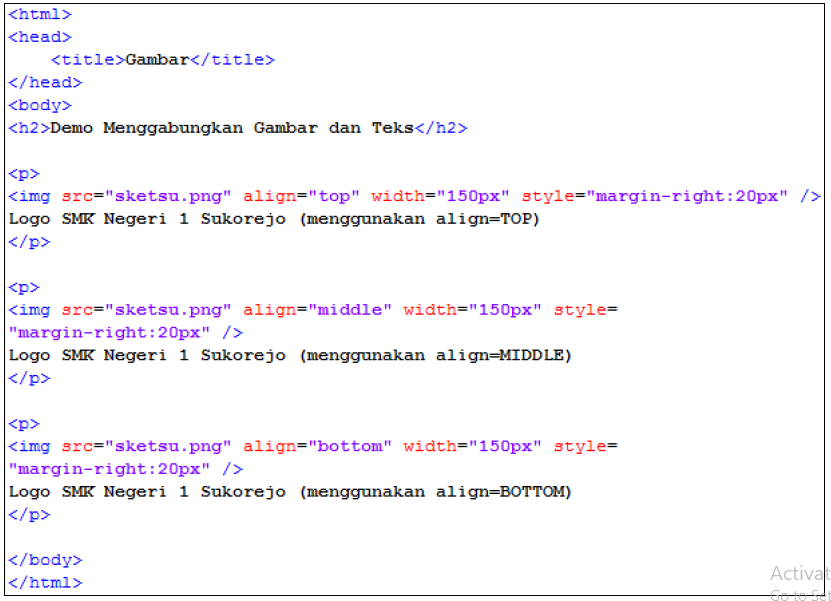 <html>
<head>
    <title>Gambar</title>
</head>
<body>
<h2>Demo Menggabungkan Gambar dan Teks</h2>

<p>
<img src="sketsu.png" align="top" width="150px" style="margin-right:20px" />
Logo SMK Negeri 1 Sukorejo (menggunakan align=TOP)
</p>

<p>
<img src="sketsu.png" align="middle" width="150px" style=
"margin-right:20px" />
Logo SMK Negeri 1 Sukorejo (menggunakan align=MIDDLE)
</p>

<p>
<img src="sketsu.png" align="bottom" width="150px" style=
"margin-right:20px" />
Logo SMK Negeri 1 Sukorejo (menggunakan align=BOTTOM)
</p>

</body>
</html>
Activat
Go to Set